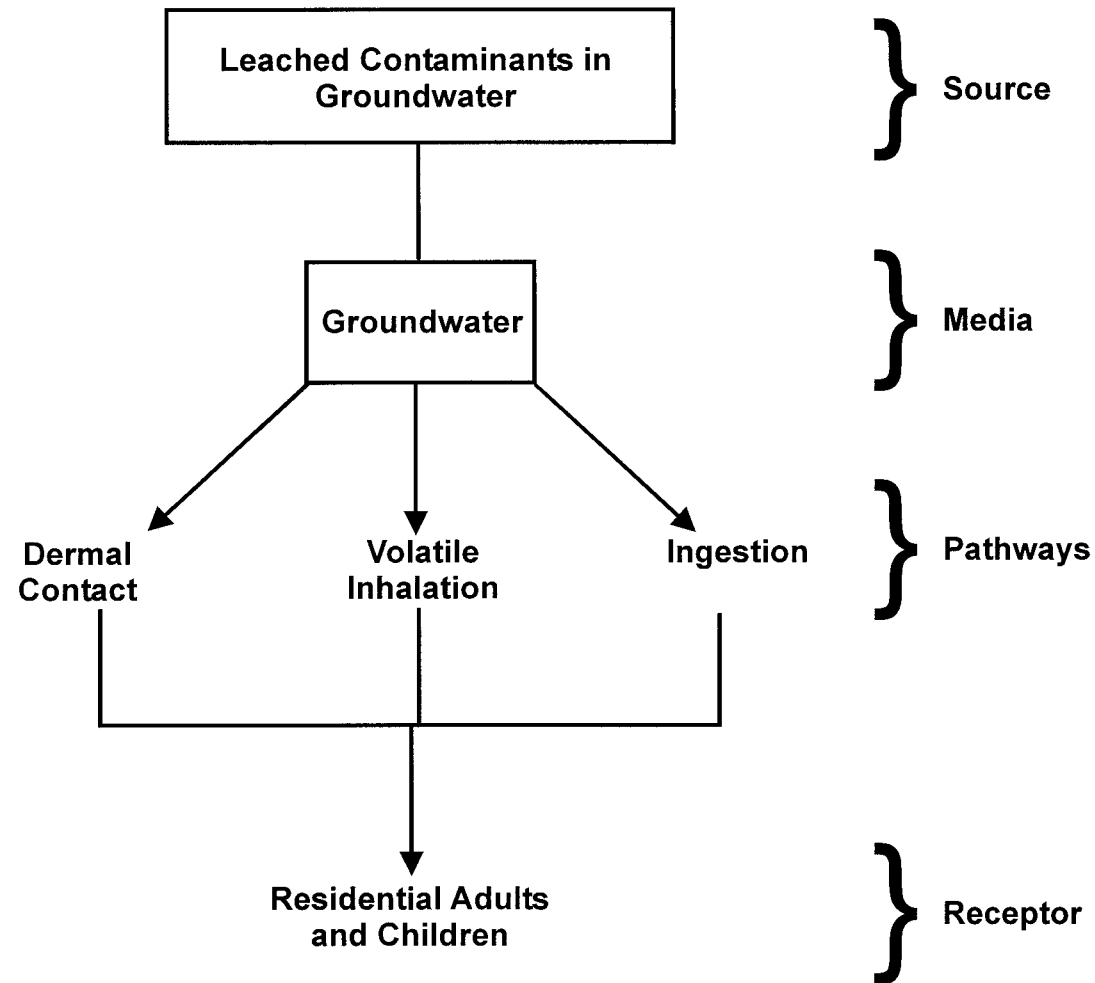 Leached Contaminants in
Groundwater
Source
Groundwater
Media
Dermal
Contact
Volatile
Inhalation
Ingestion
Pathways
Residential Adults
and Children
Receptor